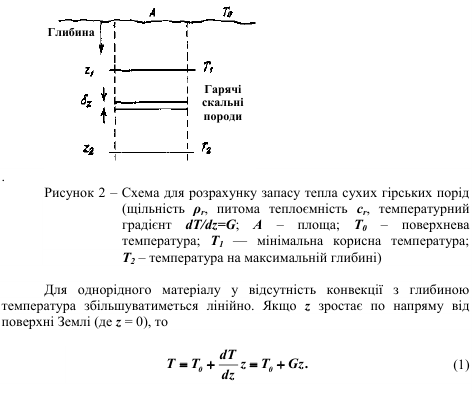 A T₀
Глибина
z₁ T₁
Гарячі
δz скальні
породи
z₂ T₂
.
Рисунок 2 – Схема для розрахунку запасу тепла сухих гірських порід
(щільність ρr, питома теплоємність cr, температурний
градієнт dT/dz=G; A – площа; T₀ – поверхнева
температура; T₁ — мінімальна корисна температура;
T₂ – температура на максимальній глибині)
Для однорідного матеріалу у відсутність конвекції з глибиною
температура збільшуватиметься лінійно. Якщо z зростає по напряму від
поверхні Землі (де z = 0), то
T = T₀ + dT/dz z = T₀ + Gz. (1)